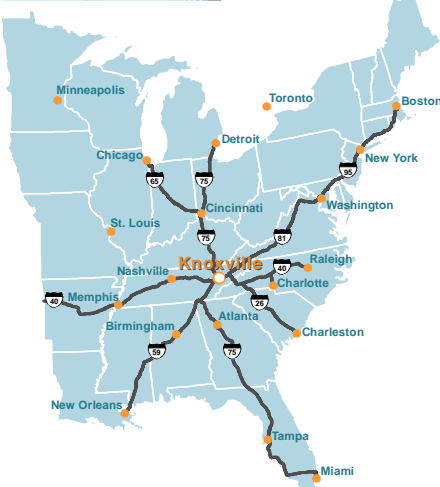 Minneapolis
Toronto
Boston
Detroit
Chicago
New York
95
65
75
Washington
Cincinnati
St. Louis
75
81
Knoxville
Raleigh
Nashville
40
Charlotte
Memphis
40
26
Birmingham
Atlanta
Charleston
59
75
New Orleans
Tampa
Miami